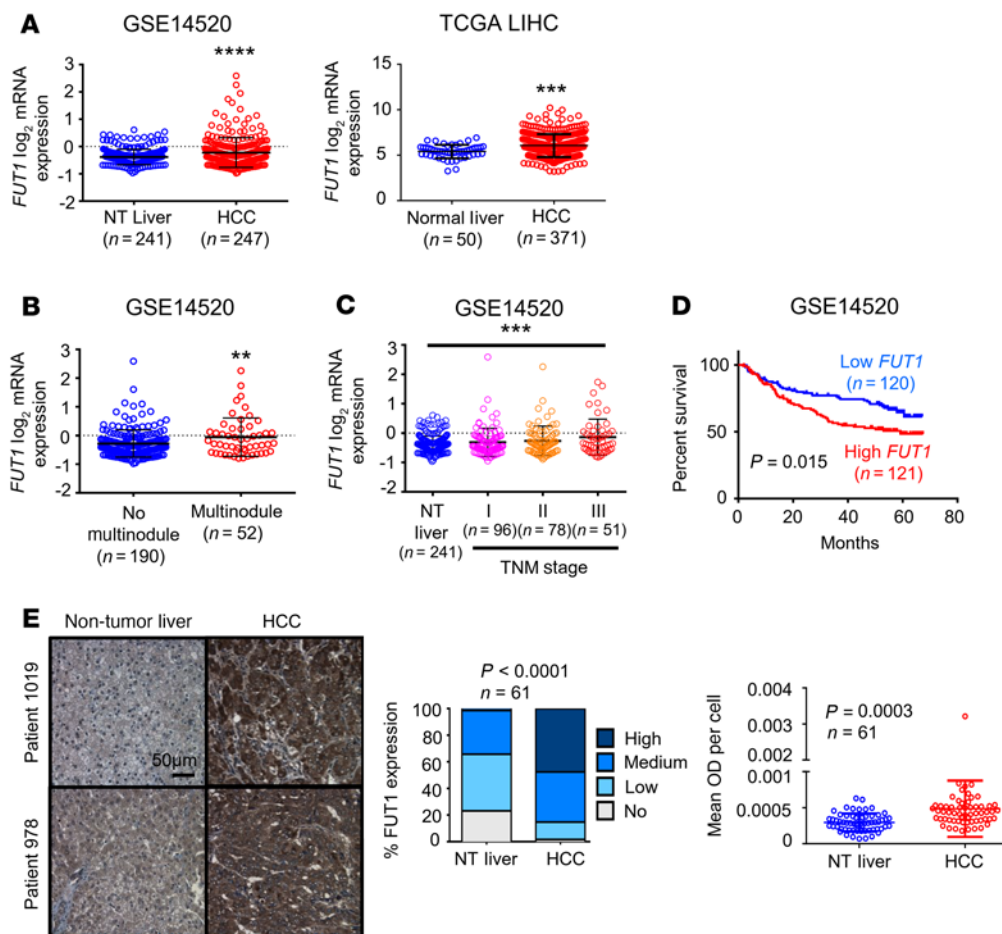 A
GSE14520
****
FUT1 log2 mRNA
expression
3
2
1
0
-1
-2
NT Liver
(n = 241)
HCC
(n = 247)
TCGA LIHC
***
FUT1 log2 mRNA
expression
15
10
5
0
Normal liver
(n = 50)
HCC
(n = 371)
B
GSE14520
**
FUT1 log2 mRNA
expression
3
2
1
0
-1
-2
No
multinodule
(n = 190)
Multinodule
(n = 52)
C
GSE14520
***
FUT1 log2 mRNA
expression
3
2
1
0
-1
-2
NT
liver
(n = 241)
I
(n = 96)
II
(n = 78)
III
(n = 51)
TNM stage
D
GSE14520
Percent survival
100
50
0
Low FUT1
(n = 120)
High FUT1
(n = 121)
P = 0.015
0 20 40 60 80
Months
E
Non-tumor liver
HCC
Patient 1019
50µm
Patient 978
P < 0.0001
n = 61
% FUT1 expression
100
80
60
40
20
0
NT liver
HCC
High
Medium
Low
No
Mean OD per cell
0.004
0.003
0.002
0.001
0.0005
0
P = 0.0003
n = 61
NT liver
HCC